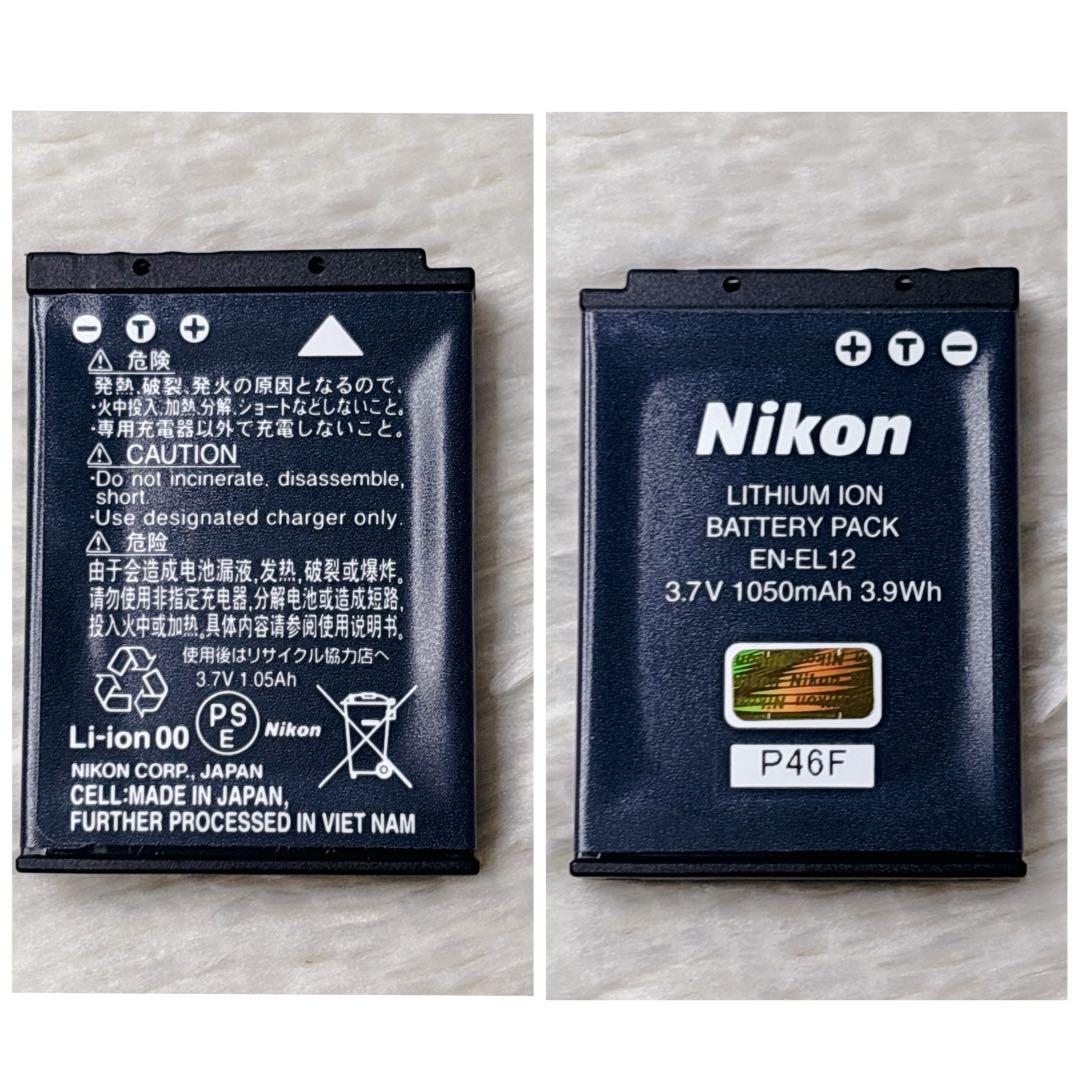 − T +
⚠ 危険
発熱、破裂、発火の原因となるので、
・火中投入、加熱、分解、ショートなどしないこと。
・専用充電器以外で充電しないこと。
⚠ CAUTION
・Do not incinerate, disassemble,
short
・Use designated charger only.
⚠ 危险
由于会造成电池漏液,发热,破裂或爆炸。
请勿使用非指定充电器,分解电池或造成短路,
投入火中或加热。具体内容请参阅使用说明书。
使用後はリサイクル協力店へ
3.7V 1.05Ah
Li-ion 00
PS
E
Nikon
NIKON CORP., JAPAN
CELL:MADE IN JAPAN,
FURTHER PROCESSED IN VIET NAM
+ T −
Nikon
LITHIUM ION
BATTERY PACK
EN-EL12
3.7V 1050mAh 3.9Wh
Nikon
P46F